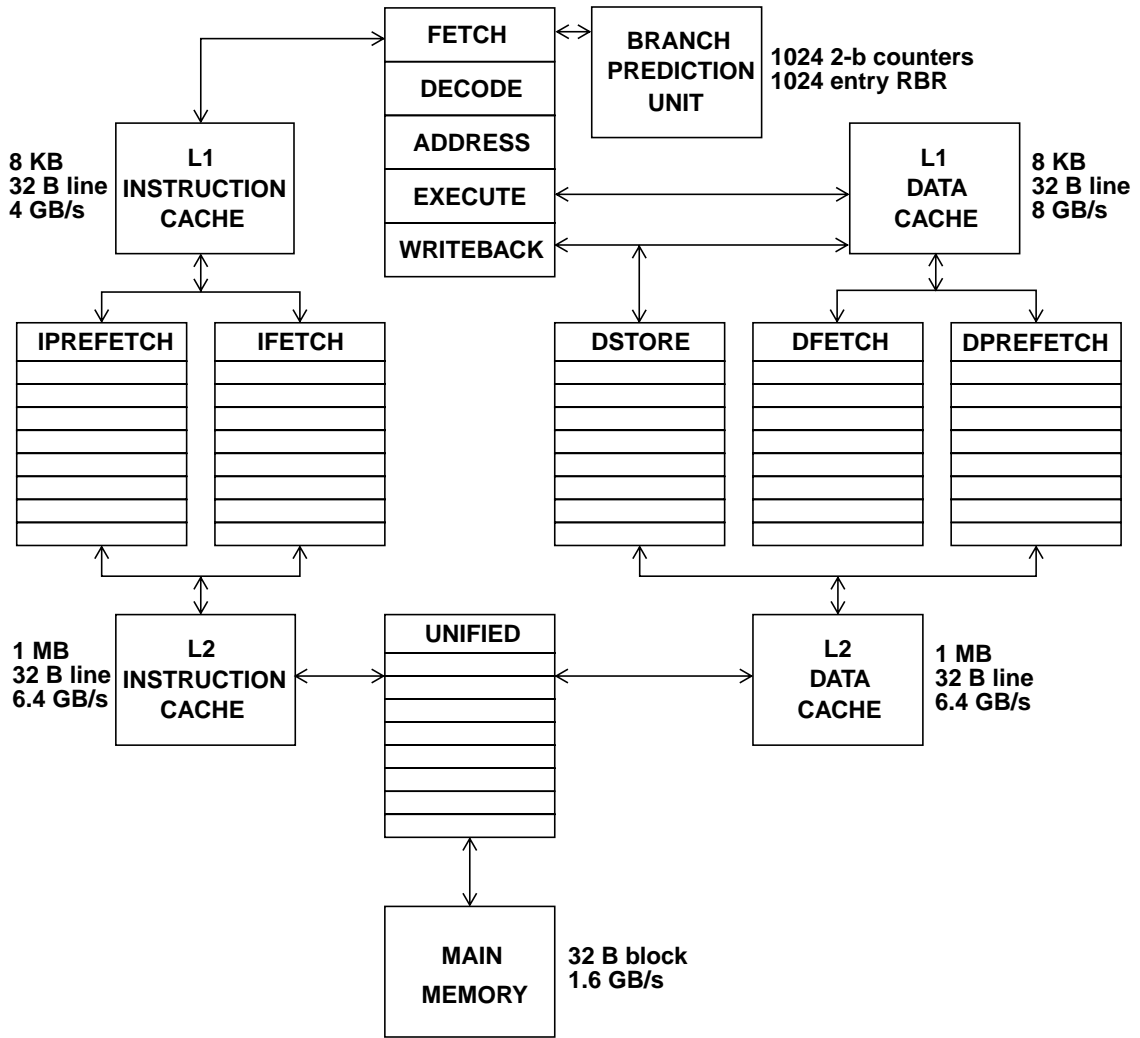 FETCH
DECODE
ADDRESS
EXECUTE
WRITEBACK
BRANCH
PREDICTION
UNIT
1024 2-b counters
1024 entry RBR
8 KB
32 B line
4 GB/s
L1
INSTRUCTION
CACHE
L1
DATA
CACHE
8 KB
32 B line
8 GB/s
IPREFETCH
IFETCH
DSTORE
DFETCH
DPREFETCH
1 MB
32 B line
6.4 GB/s
L2
INSTRUCTION
CACHE
UNIFIED
L2
DATA
CACHE
1 MB
32 B line
6.4 GB/s
MAIN
MEMORY
32 B block
1.6 GB/s